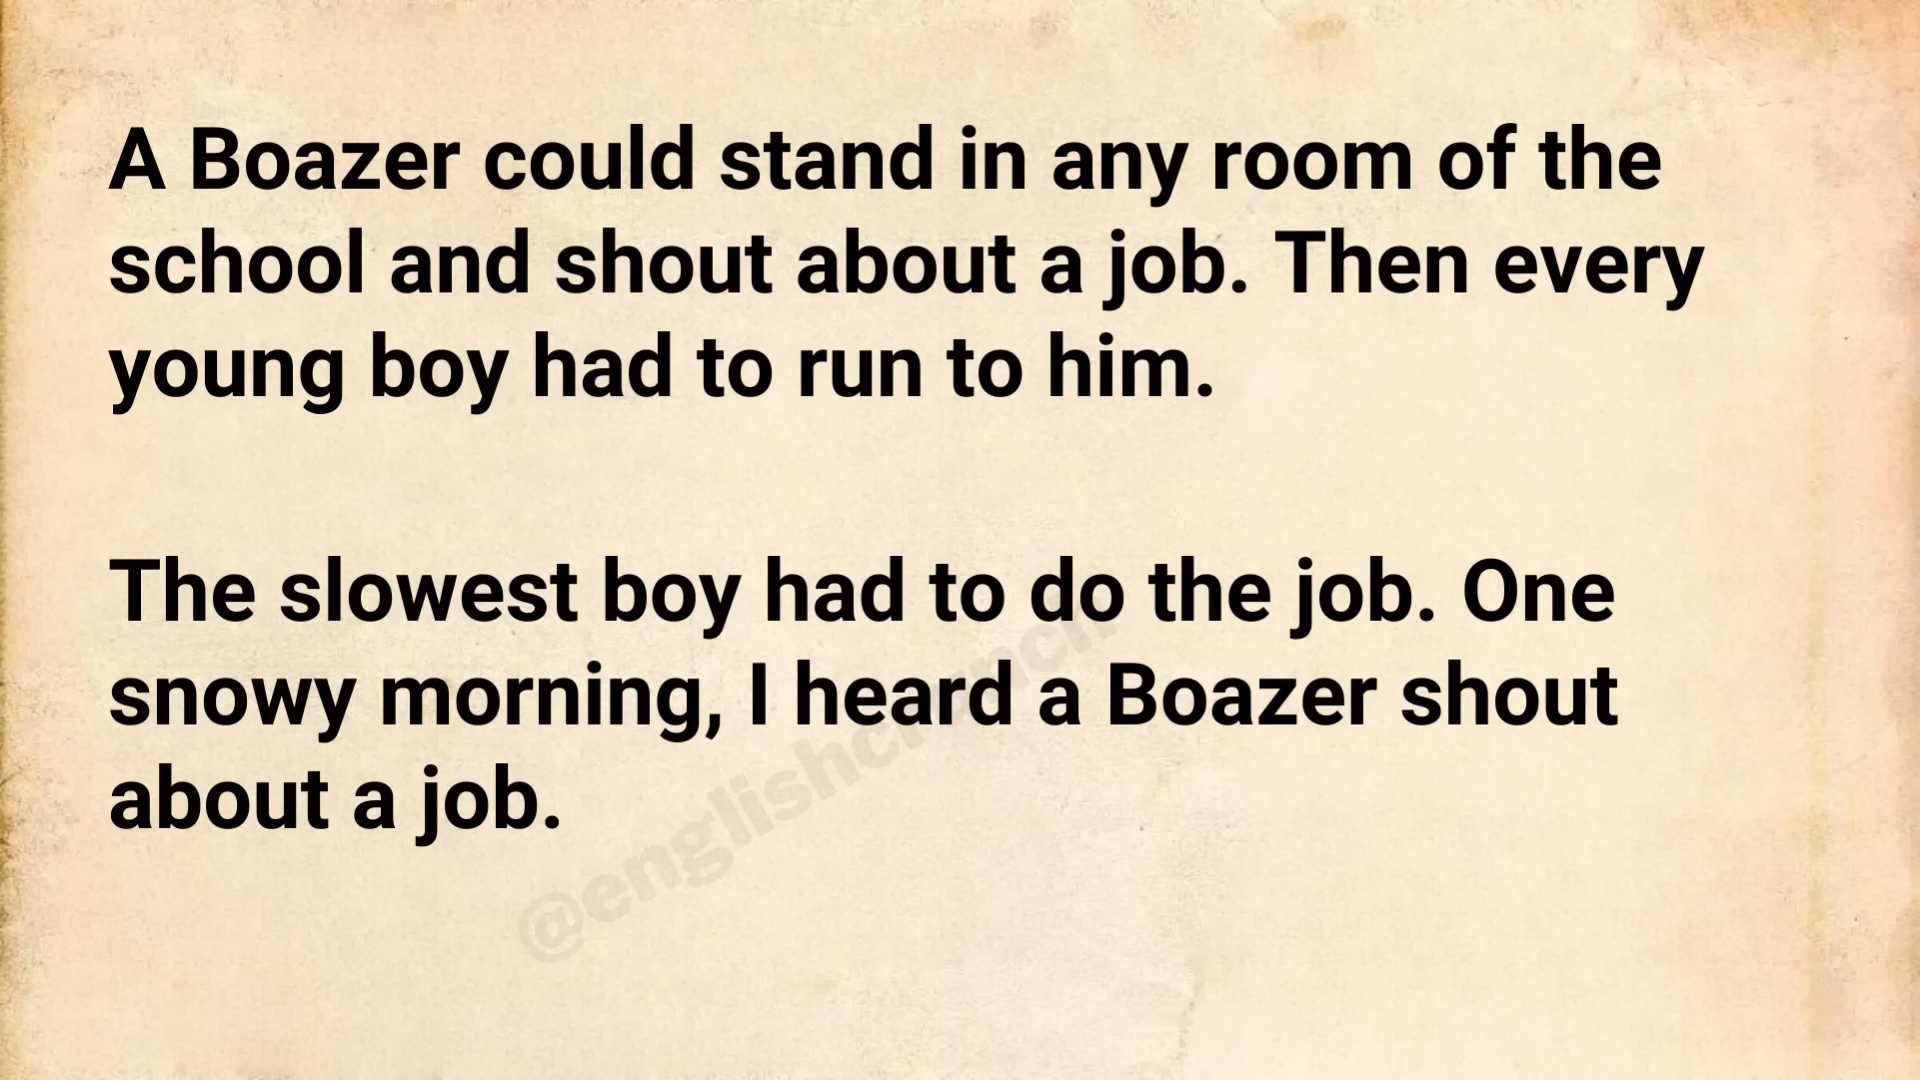 A Boazer could stand in any room of the
school and shout about a job. Then every
young boy had to run to him.
The slowest boy had to do the job. One
snowy morning, I heard a Boazer shout
about a job.